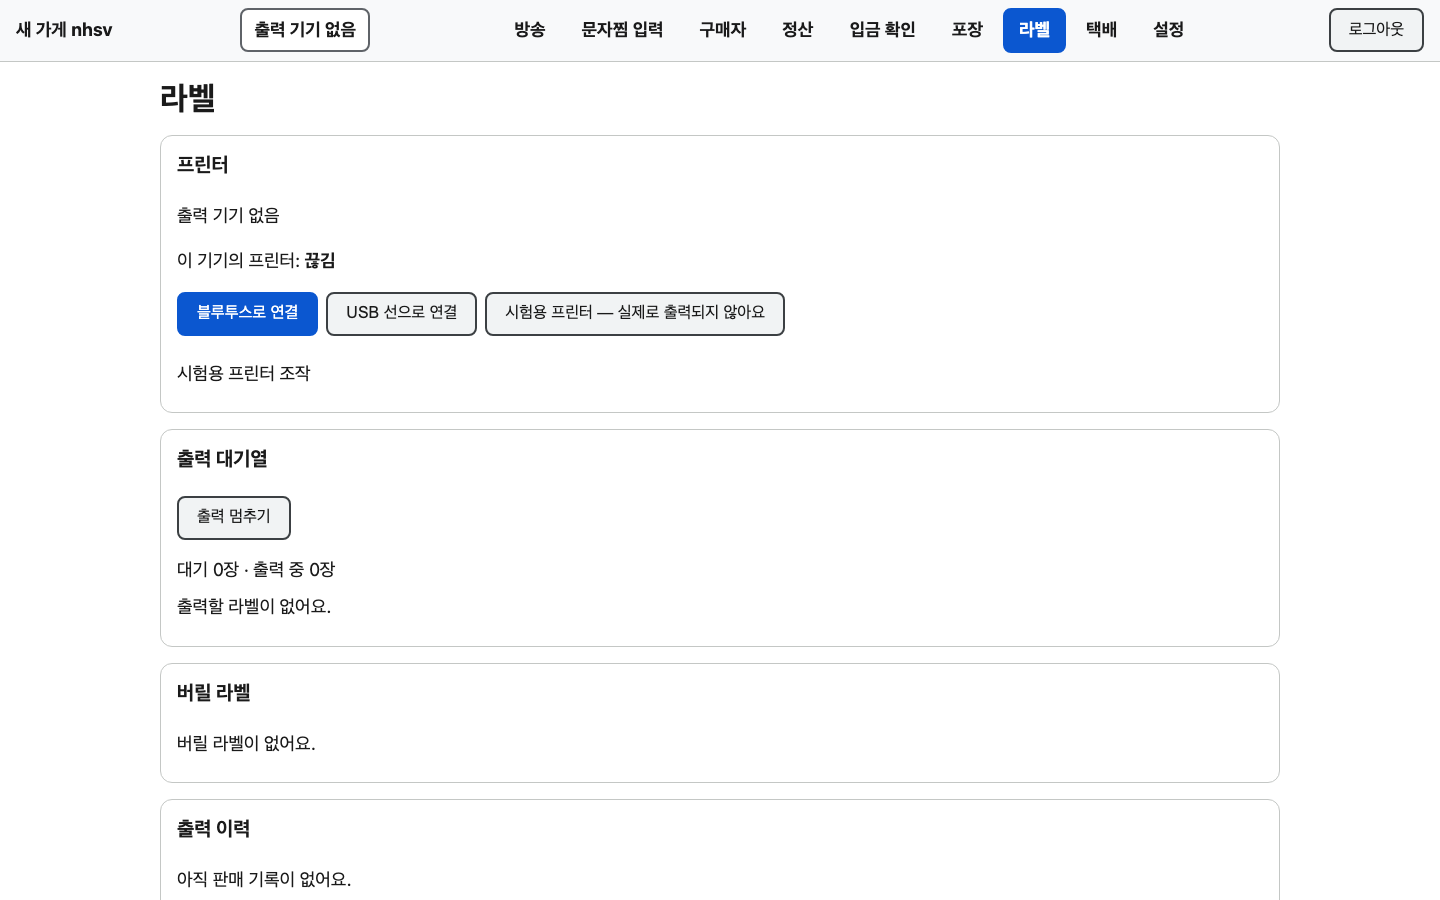 새 가게 nhsv
출력 기기 없음
방송
문자찜 입력
구매자
정산
입금 확인
포장
라벨
택배
설정
로그아웃
라벨
프린터
출력 기기 없음
이 기기의 프린터: 끊김
블루투스로 연결
USB 선으로 연결
시험용 프린터 — 실제로 출력되지 않아요
시험용 프린터 조작
출력 대기열
출력 멈추기
대기 0장 · 출력 중 0장
출력할 라벨이 없어요.
버릴 라벨
버릴 라벨이 없어요.
출력 이력
아직 판매 기록이 없어요.